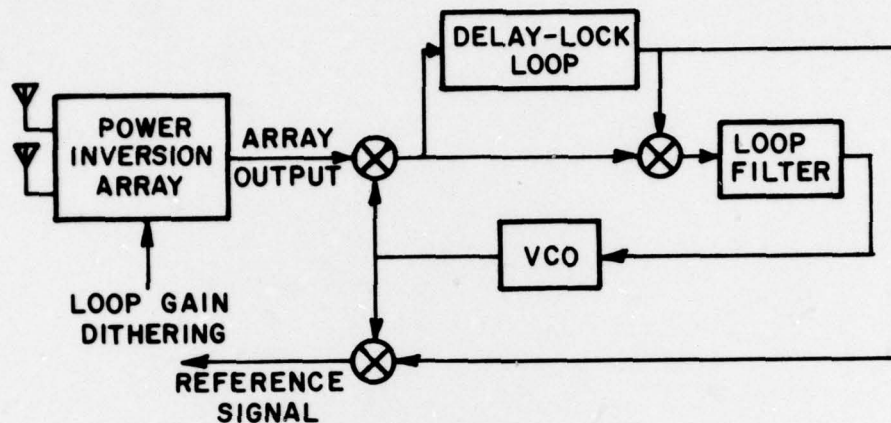 DELAY-LOCK
LOOP
POWER
INVERSION
ARRAY
ARRAY
OUTPUT
LOOP
FILTER
VCO
LOOP GAIN
DITHERING
REFERENCE
SIGNAL